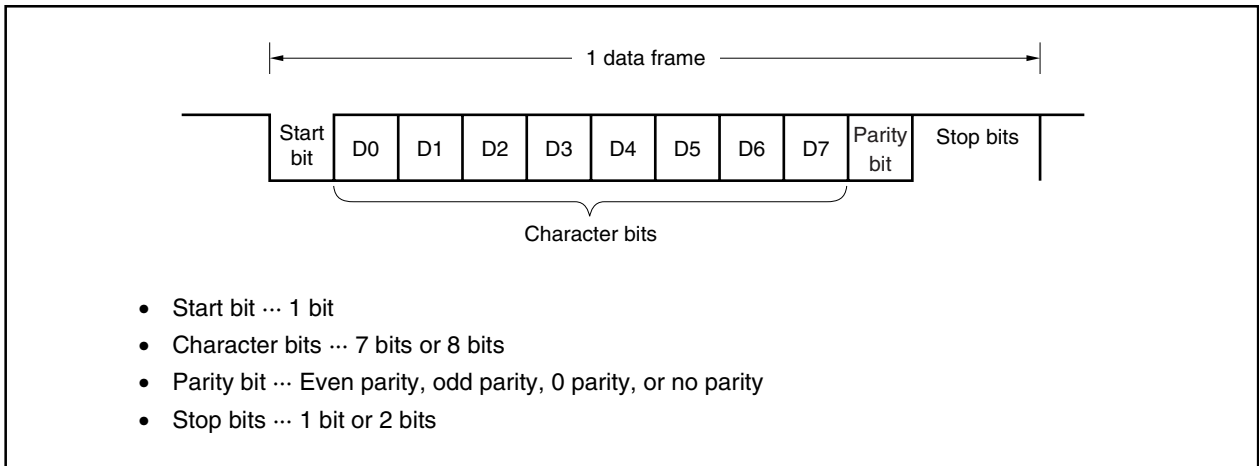 1 data frame
Start bit D0 D1 D2 D3 D4 D5 D6 D7 Parity bit Stop bits
Character bits
• Start bit ··· 1 bit
• Character bits ··· 7 bits or 8 bits
• Parity bit ··· Even parity, odd parity, 0 parity, or no parity
• Stop bits ··· 1 bit or 2 bits